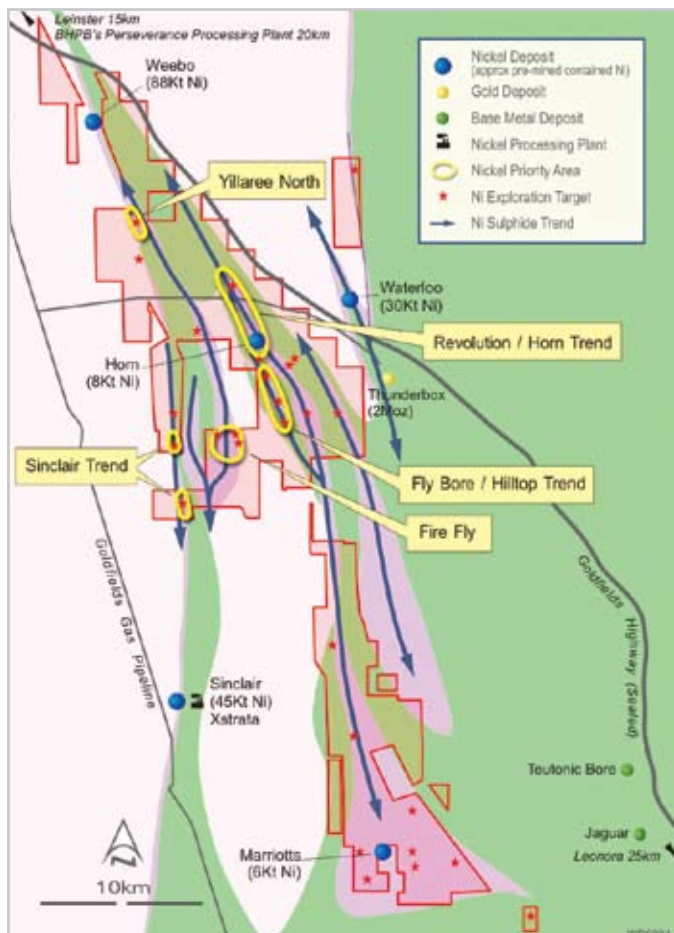 Leinster 15km
BHPB's Perseverance Processing Plant 20km
Weebo
(88Kt Ni)
Nickel Deposit
(approx pre-mined contained Ni)
Gold Deposit
Base Metal Deposit
Nickel Processing Plant
Nickel Priority Area
Ni Exploration Target
Ni Sulphide Trend
Yillaree North
Waterloo
(30Kt Ni)
Revolution / Horn Trend
Horn
(8Kt Ni)
Thunderbox
(2Moz)
Sinclair Trend
Fly Bore / Hilltop Trend
Fire Fly
Goldfields Gas Pipeline
Goldfields Highway (Sealed)
Sinclair
(45Kt Ni)
Xstrata
Teutonic Bore
Jaguar
Leonora 25km
Marriotts
(6Kt Ni)
10km